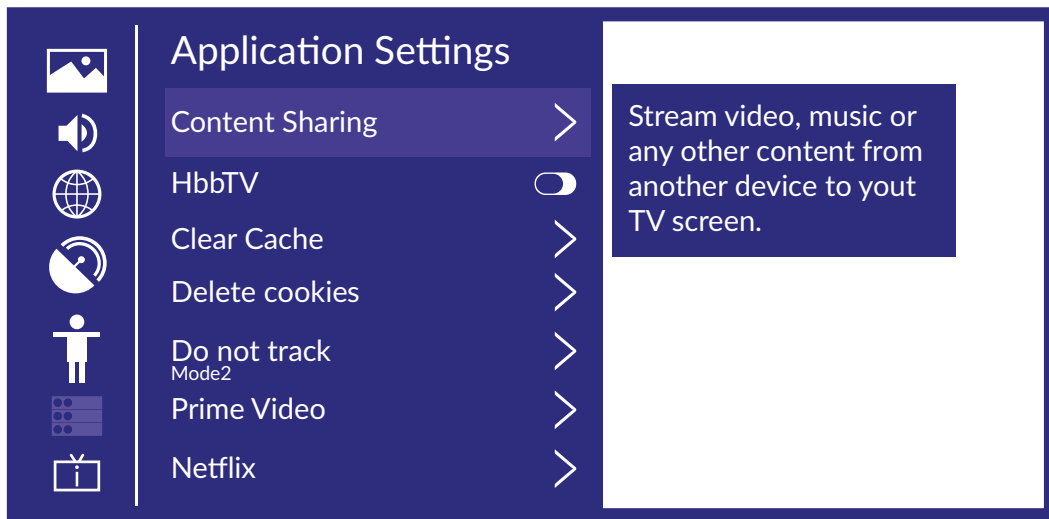 Application Settings
Content Sharing
HbbTV
Clear Cache
Delete cookies
Do not track
Mode2
Prime Video
Netflix
Stream video, music or
any other content from
another device to yout
TV screen.
i